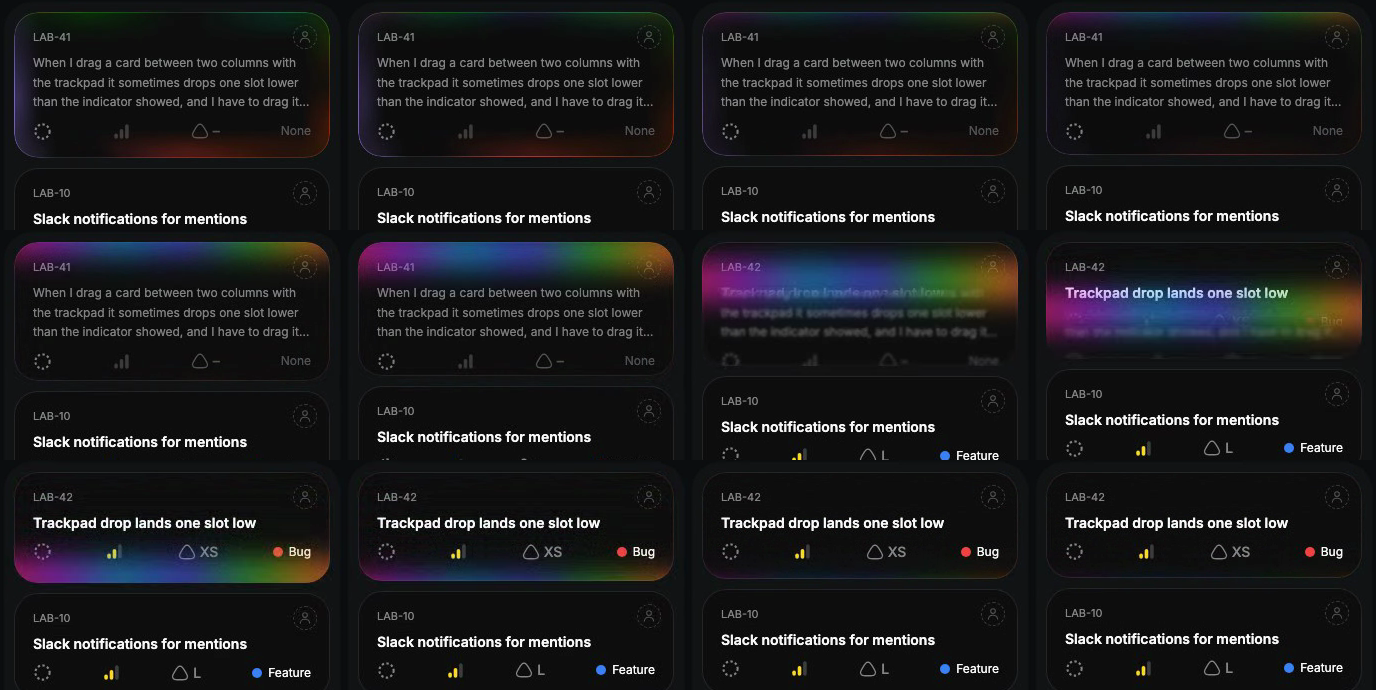 LAB-41
When I drag a card between two columns with
the trackpad it sometimes drops one slot lower
than the indicator showed, and I have to drag it...
– None
LAB-10
Slack notifications for mentions
LAB-41
When I drag a card between two columns with
the trackpad it sometimes drops one slot lower
than the indicator showed, and I have to drag it...
– None
LAB-10
Slack notifications for mentions
LAB-41
When I drag a card between two columns with
the trackpad it sometimes drops one slot lower
than the indicator showed, and I have to drag it...
– None
LAB-10
Slack notifications for mentions
LAB-41
When I drag a card between two columns with
the trackpad it sometimes drops one slot lower
than the indicator showed, and I have to drag it...
– None
LAB-10
Slack notifications for mentions
LAB-41
When I drag a card between two columns with
the trackpad it sometimes drops one slot lower
than the indicator showed, and I have to drag it...
– None
LAB-10
Slack notifications for mentions
LAB-41
When I drag a card between two columns with
the trackpad it sometimes drops one slot lower
than the indicator showed, and I have to drag it...
– None
LAB-10
Slack notifications for mentions
LAB-42
the trackpad it sometimes drops one slot lower
than the indicator showed, and I have to drag it...
– None
LAB-10
Slack notifications for mentions
L Feature
LAB-42
Trackpad drop lands one slot low
Bug
LAB-10
Slack notifications for mentions
L Feature
LAB-42
Trackpad drop lands one slot low
XS Bug
LAB-10
Slack notifications for mentions
L Feature
LAB-42
Trackpad drop lands one slot low
XS Bug
LAB-10
Slack notifications for mentions
L Feature
LAB-42
Trackpad drop lands one slot low
XS Bug
LAB-10
Slack notifications for mentions
L Feature
LAB-42
Trackpad drop lands one slot low
XS Bug
LAB-10
Slack notifications for mentions
L Feature